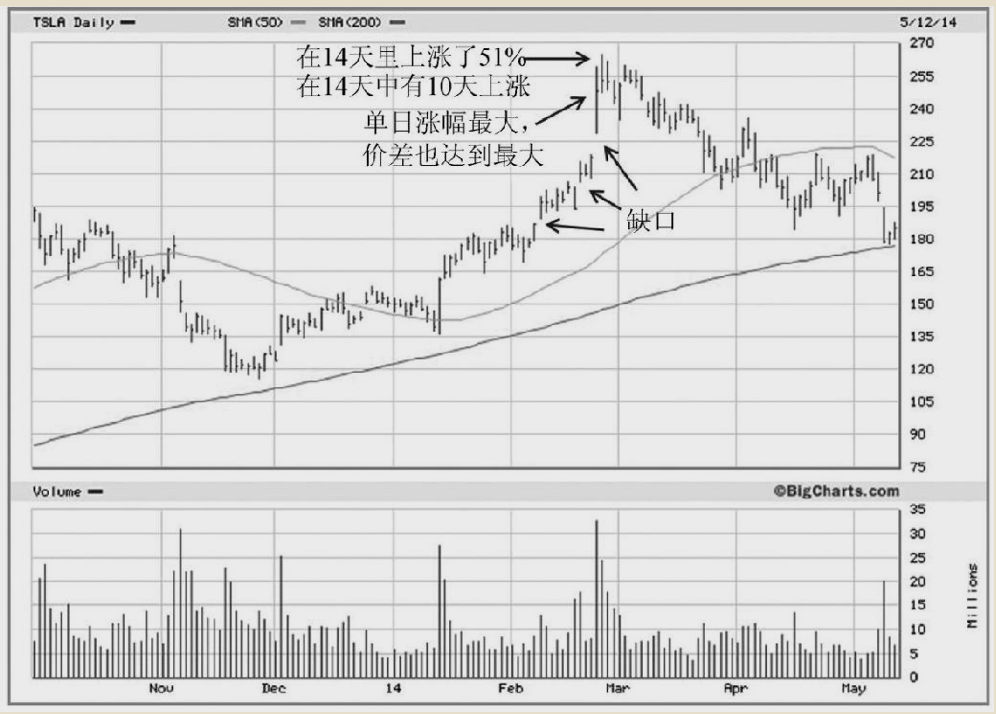 TSLA Daily SMA(50) SMA(200) 5/12/14
在14天里上涨了51%
在14天中有10天上涨
单日涨幅最大，
价差也达到最大
缺口
270
255
240
225
210
195
180
165
150
135
120
105
90
75
Volume ©BigCharts.com
35
30
25
20
15
10
5
0
Millions
Nov Dec 14 Feb Mar Apr May